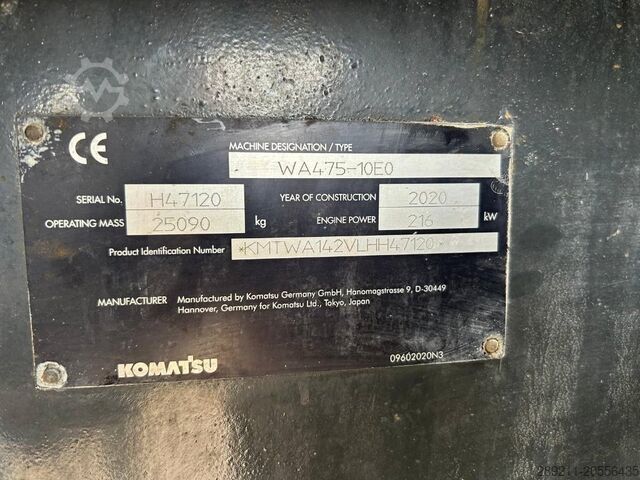 CE
MACHINE DESIGNATION / TYPE
WA475-10E0
SERIAL No. H47120 YEAR OF CONSTRUCTION 2020
OPERATING MASS 25090 kg ENGINE POWER 216 kW
Product Identification Number *KMTWA142VLHH47120*
MANUFACTURER Manufactured by Komatsu Germany GmbH, Hanomagstrasse 9, D-30449
Hannover, Germany for Komatsu Ltd., Tokyo, Japan
KOMATSU
09602020N3
289211-20556435